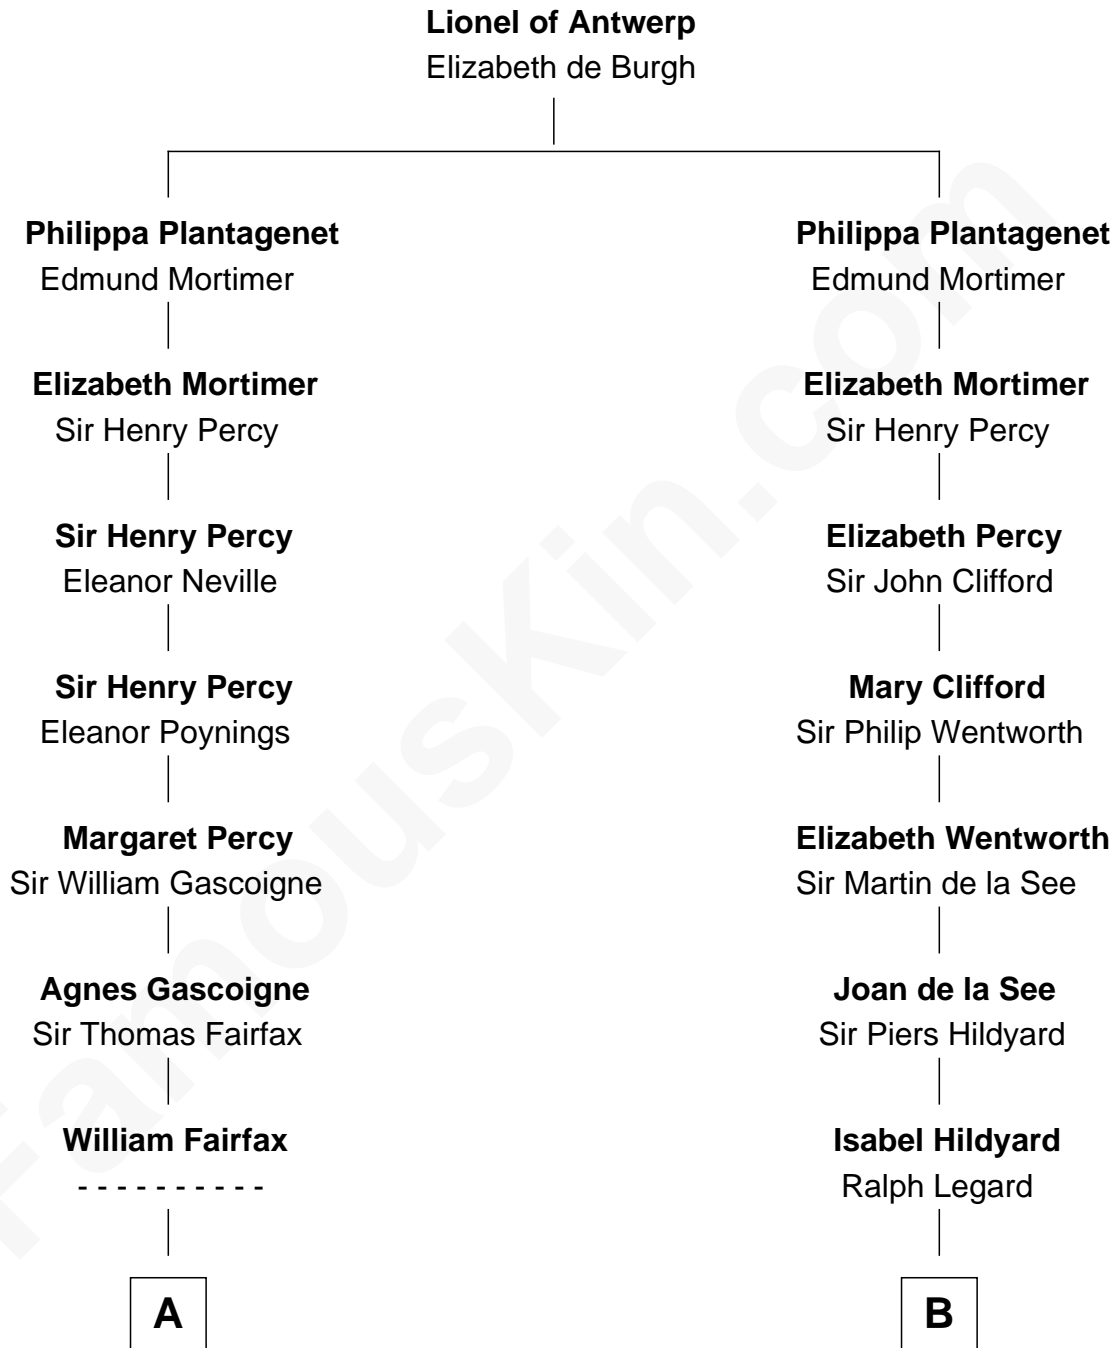 Lionel of Antwerp
Elizabeth de Burgh
Philippa Plantagenet
Edmund Mortimer
Elizabeth Mortimer
Sir Henry Percy
Sir Henry Percy
Eleanor Neville
Sir Henry Percy
Eleanor Poynings
Margaret Percy
Sir William Gascoigne
Agnes Gascoigne
Sir Thomas Fairfax
William Fairfax
- - - - - - - - - -
A
Philippa Plantagenet
Edmund Mortimer
Elizabeth Mortimer
Sir Henry Percy
Elizabeth Percy
Sir John Clifford
Mary Clifford
Sir Philip Wentworth
Elizabeth Wentworth
Sir Martin de la See
Joan de la See
Sir Piers Hildyard
Isabel Hildyard
Ralph Legard
B
FamousKin.com